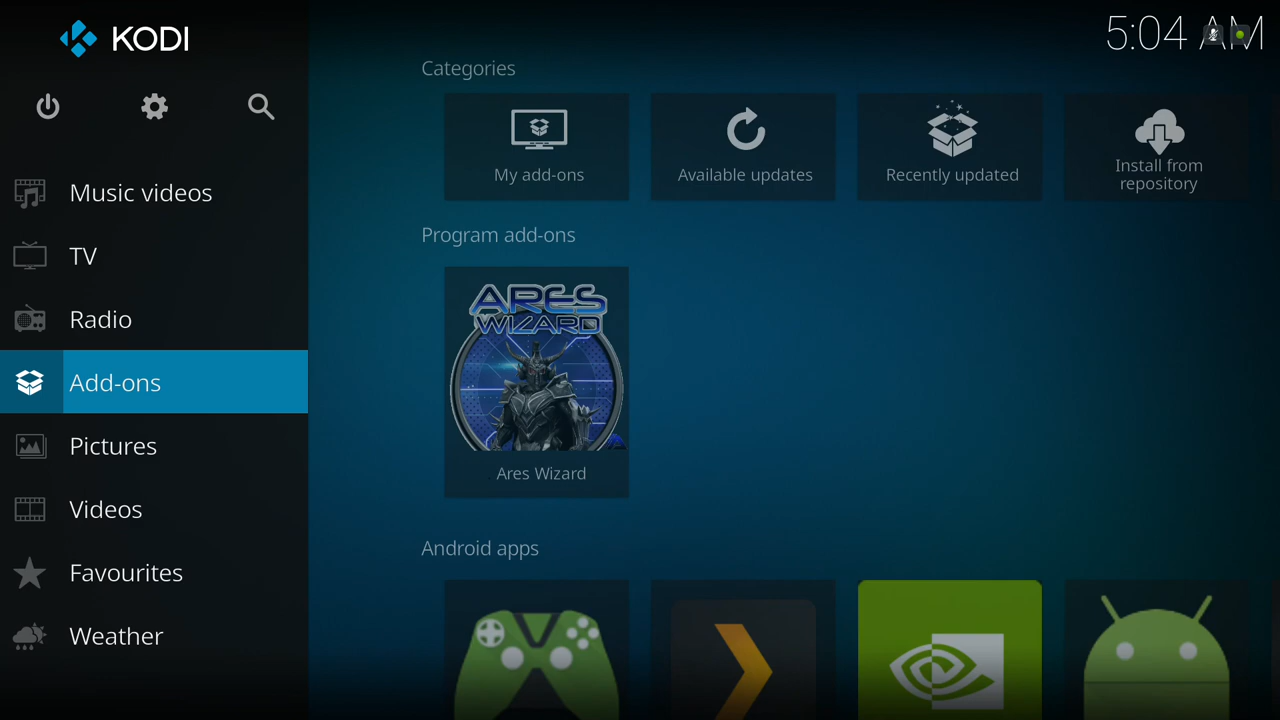 KODI
5:04 AM
Music videos
TV
Radio
Add-ons
Pictures
Videos
Favourites
Weather
Categories
My add-ons
Available updates
Recently updated
Install from
repository
Program add-ons
ARES
WIZARD
Ares Wizard
Android apps